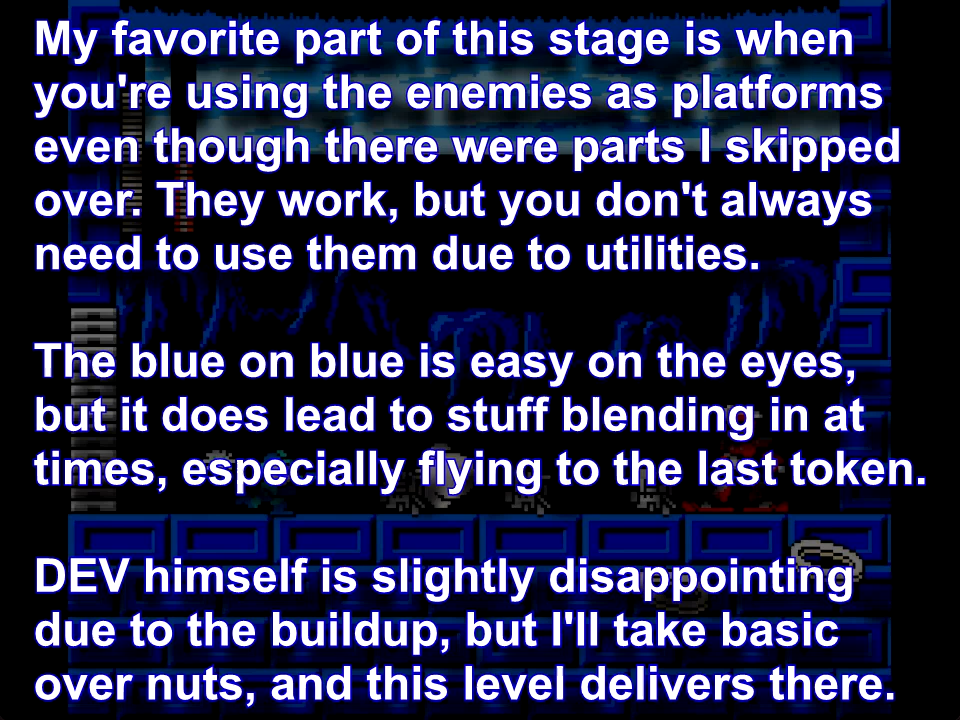 My favorite part of this stage is when
you're using the enemies as platforms
even though there were parts I skipped
over. They work, but you don't always
need to use them due to utilities.
The blue on blue is easy on the eyes,
but it does lead to stuff blending in at
times, especially flying to the last token.
DEV himself is slightly disappointing
due to the buildup, but I'll take basic
over nuts, and this level delivers there.